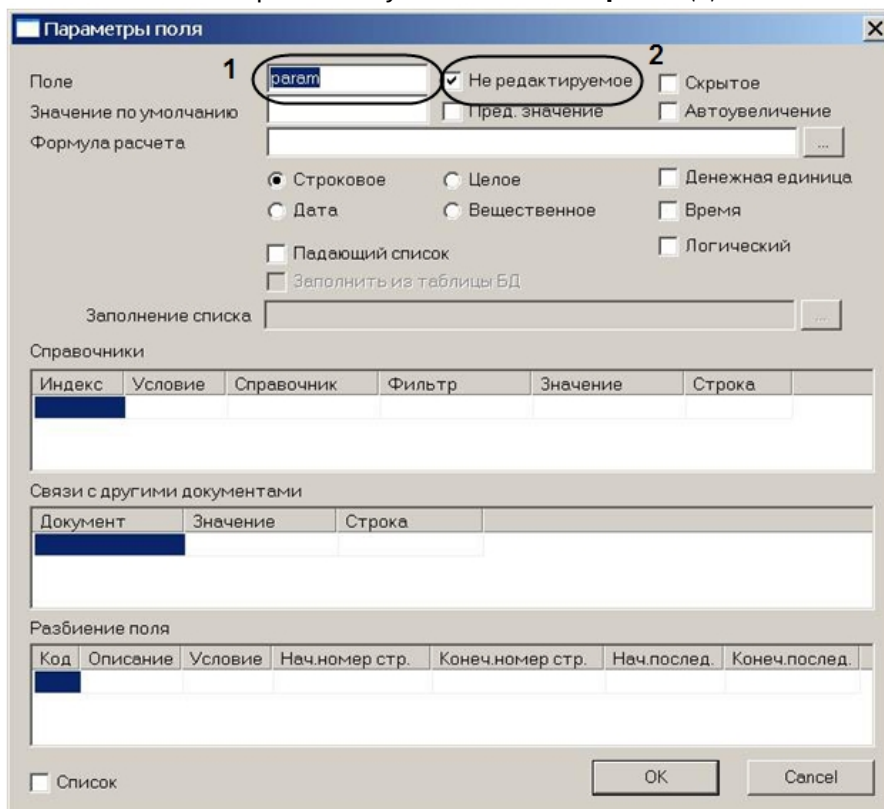 Параметры поля
1
2
Поле param Не редактируемое Скрытое
Значение по умолчанию Пред. значение Автоувеличение
Формула расчета ...
Строковое Целое Денежная единица
Дата Вещественное Время
Падающий список Логический
Заполнить из таблицы БД
Заполнение списка ...
Справочники
Индекс Условие Справочник Фильтр Значение Строка
Связи с другими документами
Документ Значение Строка
Разбиение поля
Код Описание Условие Нач.номер стр. Конеч.номер стр. Нач.послед. Конеч.послед.
Список OK Cancel